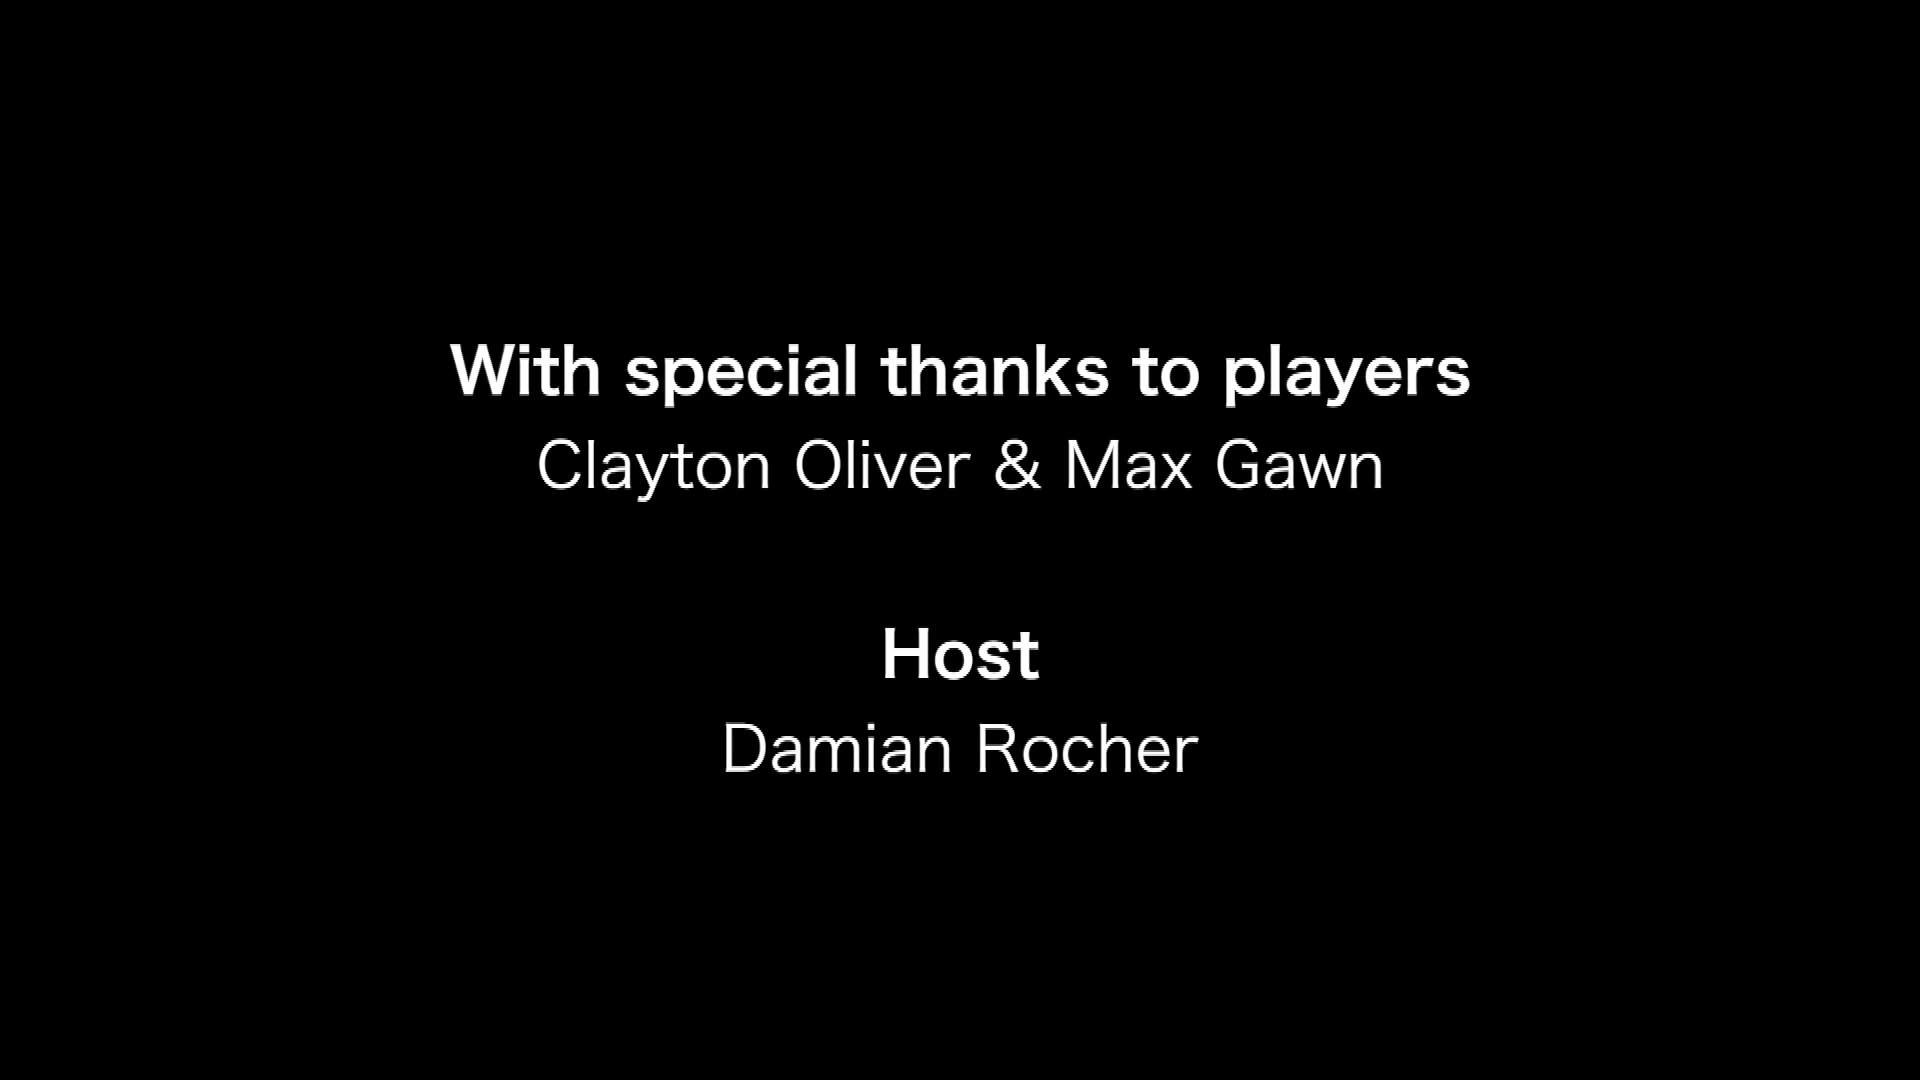 With special thanks to players
Clayton Oliver & Max Gawn
Host
Damian Rocher